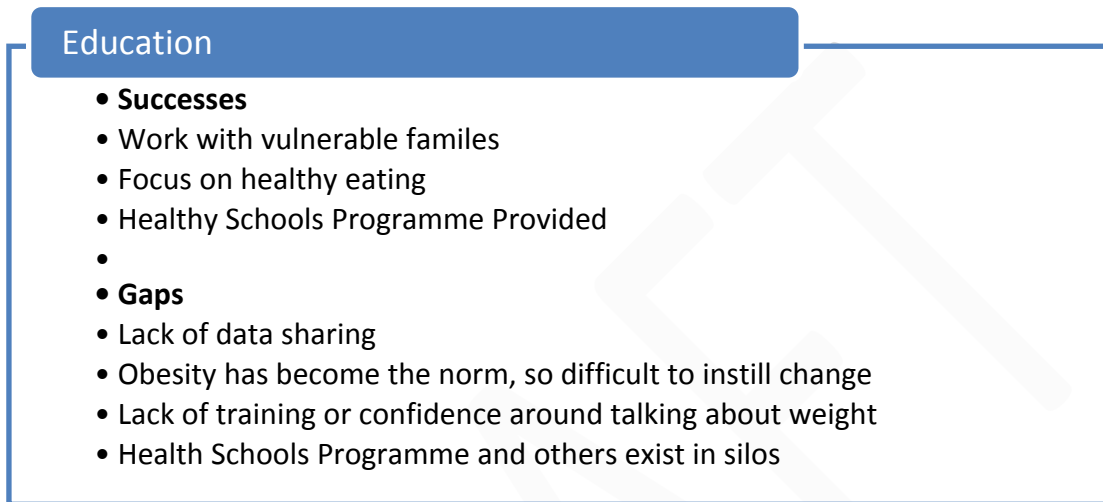 Education
• Successes
• Work with vulnerable familes
• Focus on healthy eating
• Healthy Schools Programme Provided
•
• Gaps
• Lack of data sharing
• Obesity has become the norm, so difficult to instill change
• Lack of training or confidence around talking about weight
• Health Schools Programme and others exist in silos